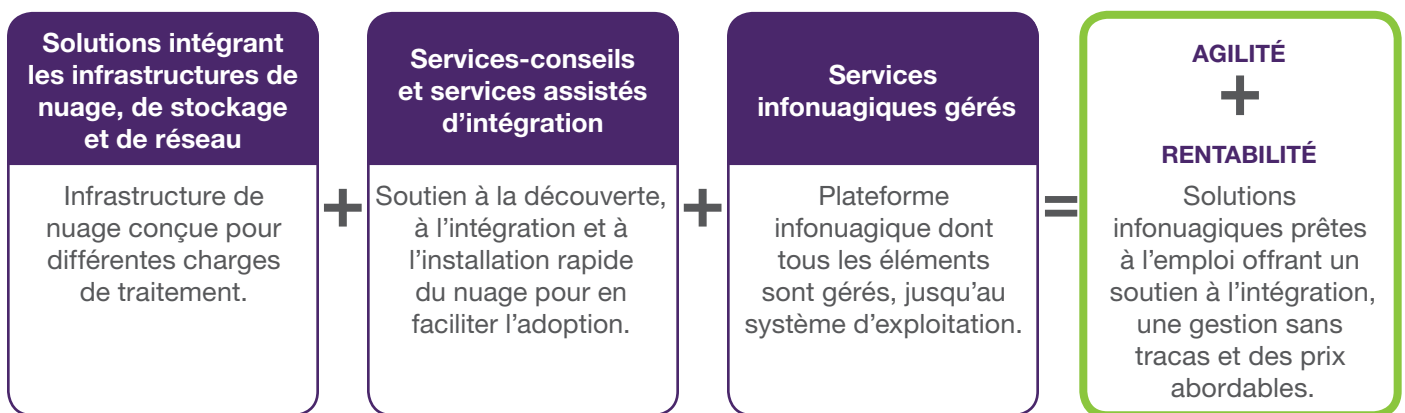 Solutions intégrant
les infrastructures de
nuage, de stockage
et de réseau
Infrastructure de
nuage conçue pour
différentes charges
de traitement.
+
Services-conseils
et services assistés
d’intégration
Soutien à la découverte,
à l’intégration et à
l’installation rapide
du nuage pour en
faciliter l’adoption.
+
Services
infonuagiques gérés
Plateforme
infonuagique dont
tous les éléments
sont gérés, jusqu’au
système d’exploitation.
=
AGILITÉ
+
RENTABILITÉ
Solutions
infonuagiques prêtes
à l’emploi offrant un
soutien à l’intégration,
une gestion sans
tracas et des prix
abordables.